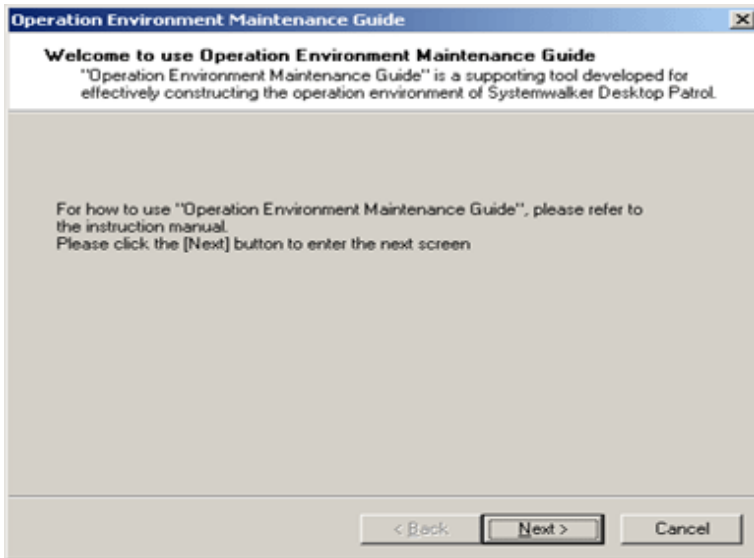 Operation Environment Maintenance Guide
Welcome to use Operation Environment Maintenance Guide
"Operation Environment Maintenance Guide" is a supporting tool developed for
effectively constructing the operation environment of Systemwalker Desktop Patrol.
For how to use "Operation Environment Maintenance Guide", please refer to
the instruction manual.
Please click the [Next] button to enter the next screen
< Back Next > Cancel